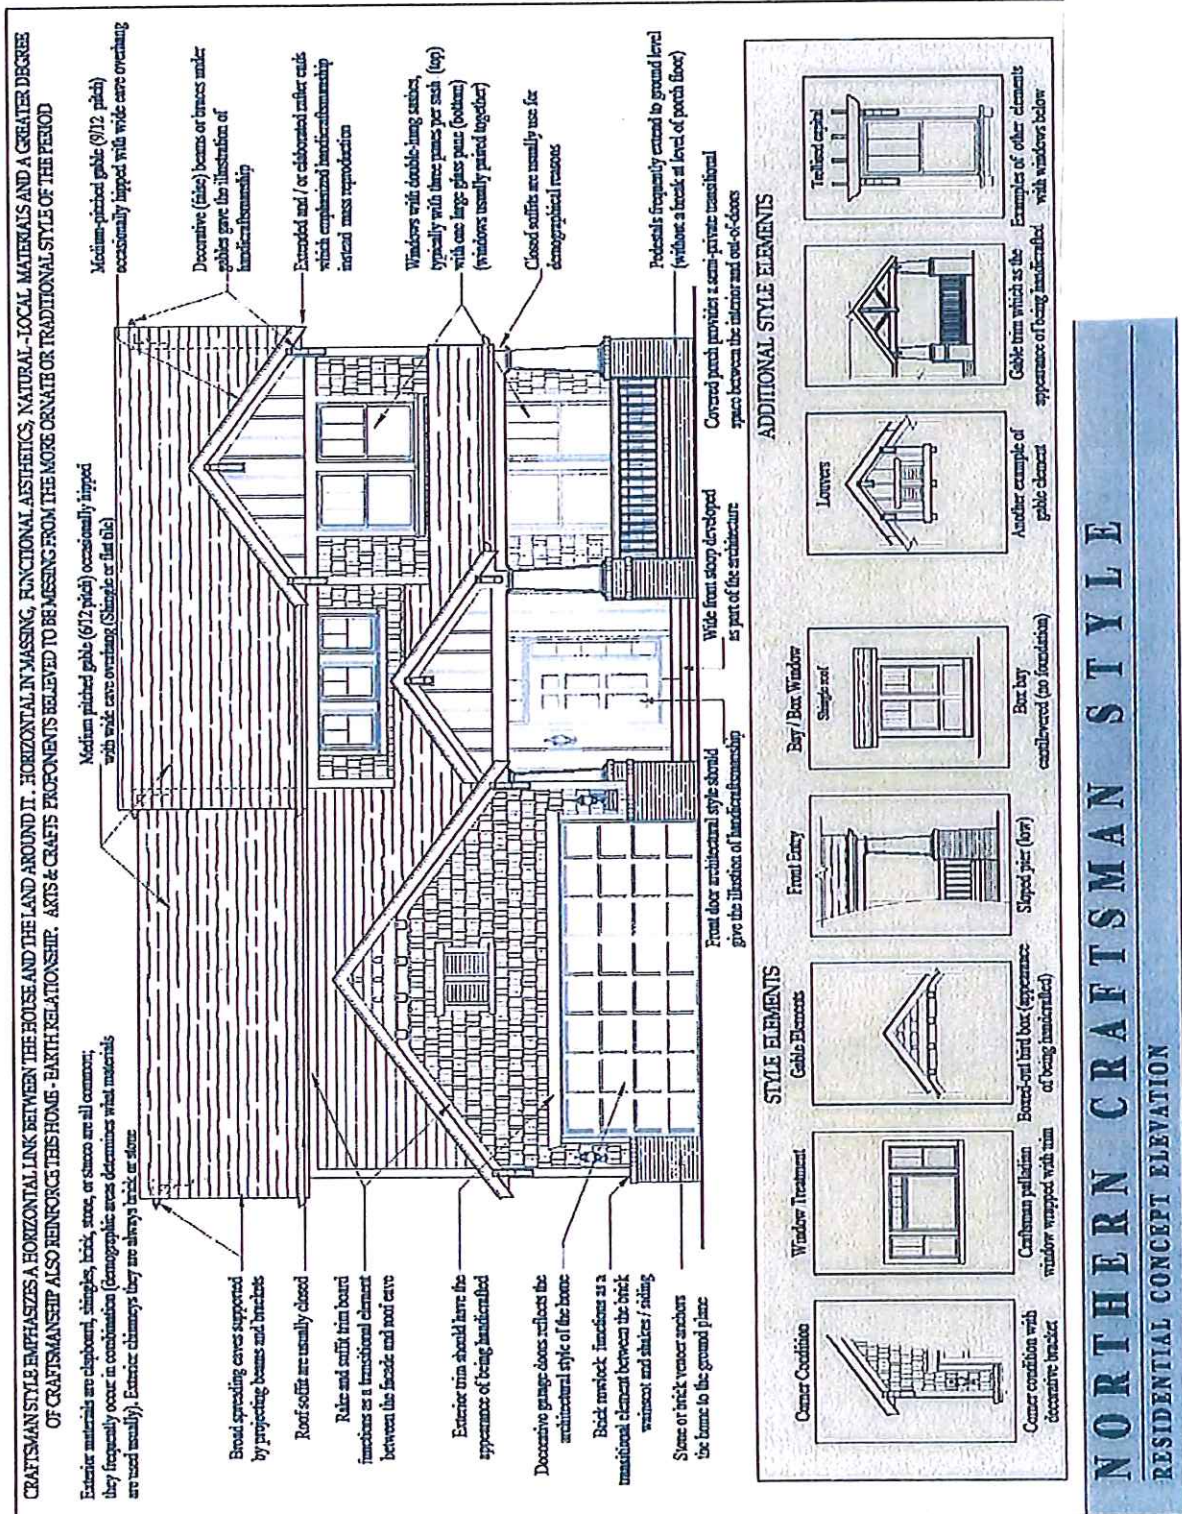 CRAFTSMAN STYLE EMPHASIZES A HORIZONTAL LINK BETWEEN THE HOUSE AND THE LAND AROUND IT. HORIZONTAL IN MASSING, FUNCTIONAL AESTHETICS, NATURAL - LOCAL MATERIALS AND A GREATER DEGREE
OF CRAFTSMANSHIP ALSO REINFORCE THIS HOME - EARTH RELATIONSHIP. ARTS & CRAFTS PROPONENTS BELIEVED TO BE MISSING FROM THE MORE ORNATE OR TRADITIONAL STYLE OF THE PERIOD
Exterior materials are clapboard, shingles, brick, stone, or stucco are all common;
they frequently occur in combination (demographic areas determines what materials
are used usually). Exterior chimneys they are always brick or stone
Medium pitched gable (6/12 pitch) occasionally hipped
with wide eave overhang (Shingle or flat tile)
Medium-pitched gable (9/12 pitch)
occasionally hipped with wide eave overhang
Decorative (false) beams or braces under
gables gave the illustration of
handicraftsmanship
Extended and / or elaborated rafter ends
which emphasized handicraftsmanship
instead mass reproduction
Windows with double-hung sashes,
typically with three panes per sash (top)
with one large glass pane (bottom)
(windows usually paired together)
Closed soffits are usually use for
demographical reasons
Pedestals frequently extend to ground level
(without a break at level of porch floor)
Broad spreading eaves supported
by projecting beams and brackets
Roof soffit are usually closed
Rake and suffit trim board
functions as a transitional element
between the facade and roof eave
Exterior trim should have the
appearance of being handicrafted
Decorative garage doors reflects the
architectural style of the home
Brick rowlock functions as a
transitional element between the brick
wainscot and shakes / siding
Stone or brick veneer anchors
the home to the ground plane
Front door architectural style should
give the illustion of handicraftsmanship
Wide front stoop developed
as part of the architecture
Covered porch provides a semi-private transitional
space between the interior and out-of-doors
STYLE ELEMENTS
ADDITIONAL STYLE ELEMENTS
Corner Condition
Window Treatment
Gable Elements
Front Entry
Bay / Box Window
Shingle roof
Louvers
Trellised capital
Corner condition with
decorative bracket
Craftsman palladian
window wrapped with trim
Boxed-out bird box (appearance
of being handcrafted)
Sloped pier (low)
Box bay
cantilevered (no foundation)
Another example of
gable element
Gable trim which as the
appearance of being handicrafted
Examples of other elements
with windows below
NORTHERN CRAFTSMAN STYLE
RESIDENTIAL CONCEPT ELEVATION